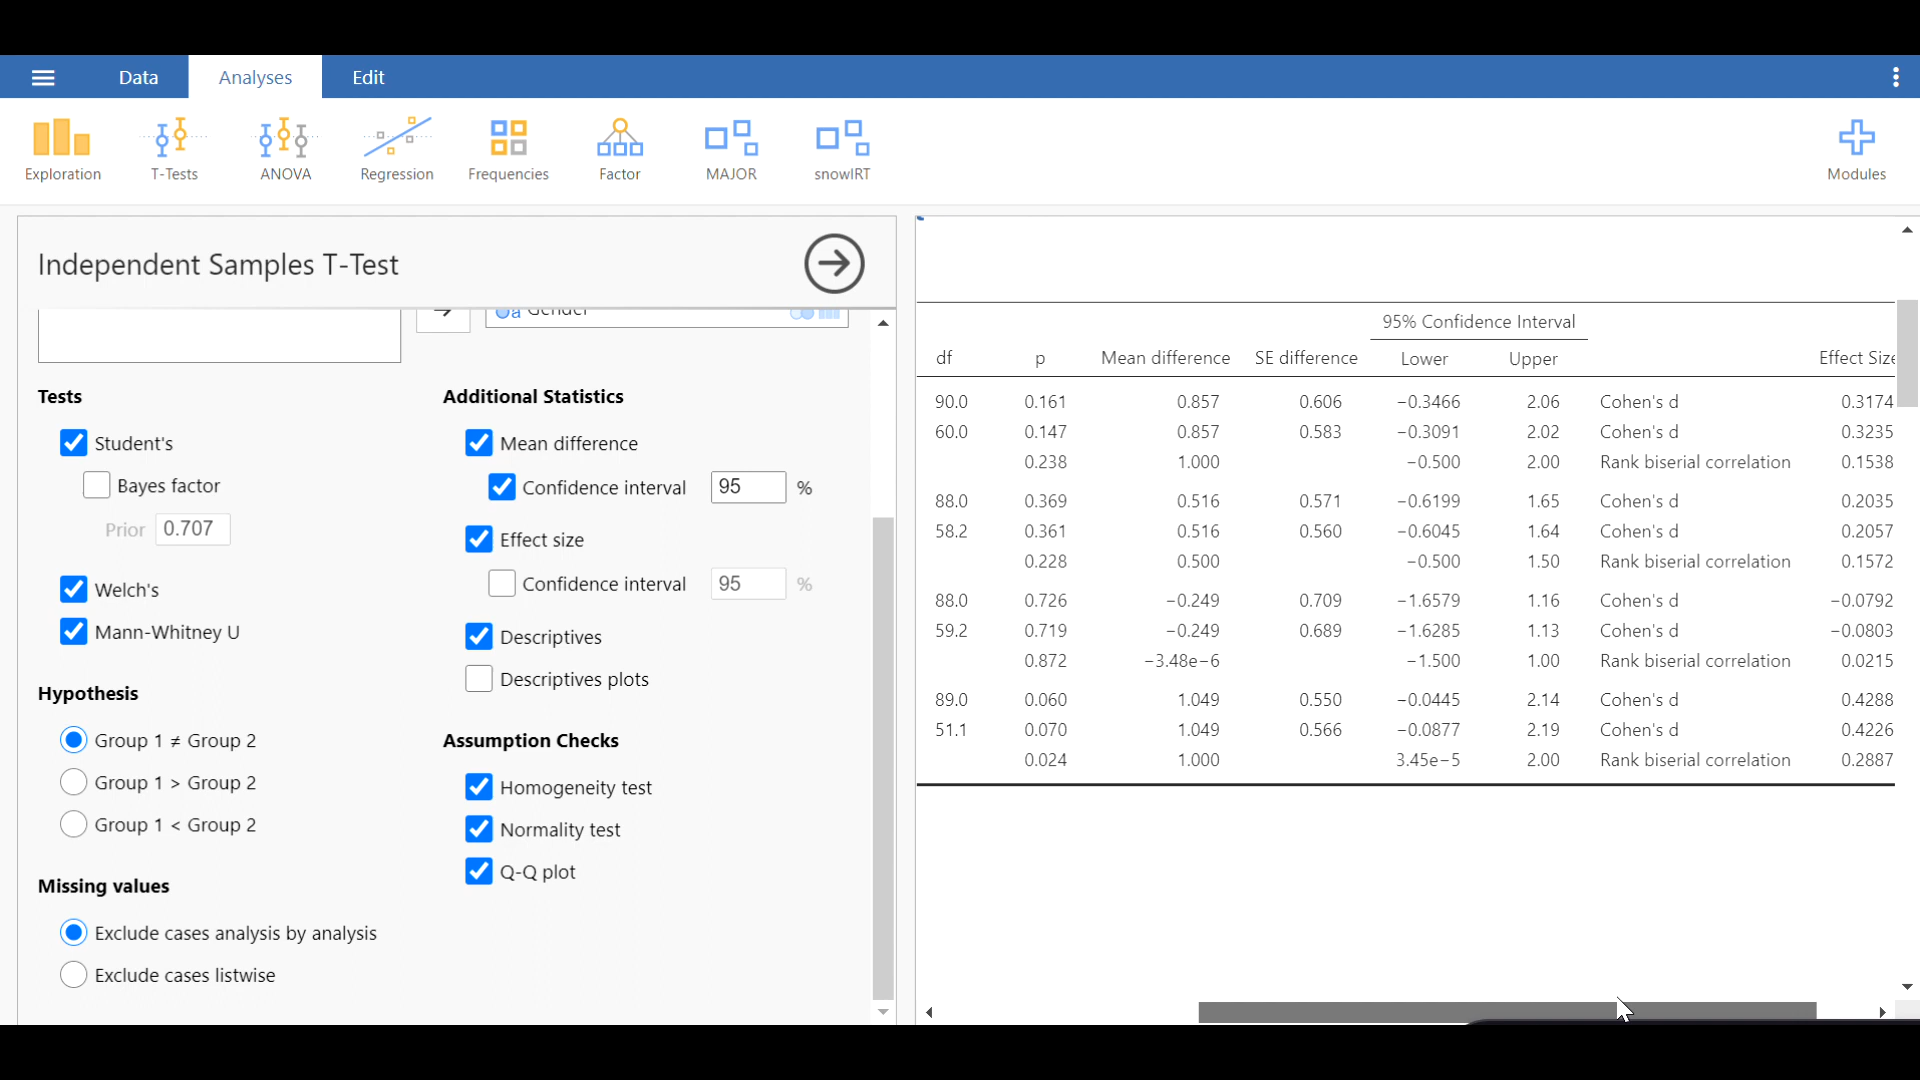 Data Analyses Edit
Exploration T-Tests ANOVA Regression Frequencies Factor MAJOR snowIRT Modules
Independent Samples T-Test
Gender
Tests
Student's
Bayes factor
Prior 0.707
Welch's
Mann-Whitney U
Hypothesis
Group 1 ≠ Group 2
Group 1 > Group 2
Group 1 < Group 2
Missing values
Exclude cases analysis by analysis
Exclude cases listwise
Additional Statistics
Mean difference
Confidence interval 95 %
Effect size
Confidence interval 95 %
Descriptives
Descriptives plots
Assumption Checks
Homogeneity test
Normality test
Q-Q plot
95% Confidence Interval
df p Mean difference SE difference Lower Upper Effect Size
90.0 0.161 0.857 0.606 −0.3466 2.06 Cohen's d 0.3174
60.0 0.147 0.857 0.583 −0.3091 2.02 Cohen's d 0.3235
0.238 1.000 −0.500 2.00 Rank biserial correlation 0.1538
88.0 0.369 0.516 0.571 −0.6199 1.65 Cohen's d 0.2035
58.2 0.361 0.516 0.560 −0.6045 1.64 Cohen's d 0.2057
0.228 0.500 −0.500 1.50 Rank biserial correlation 0.1572
88.0 0.726 −0.249 0.709 −1.6579 1.16 Cohen's d −0.0792
59.2 0.719 −0.249 0.689 −1.6285 1.13 Cohen's d −0.0803
0.872 −3.48e−6 −1.500 1.00 Rank biserial correlation 0.0215
89.0 0.060 1.049 0.550 −0.0445 2.14 Cohen's d 0.4288
51.1 0.070 1.049 0.566 −0.0877 2.19 Cohen's d 0.4226
0.024 1.000 3.45e−5 2.00 Rank biserial correlation 0.2887